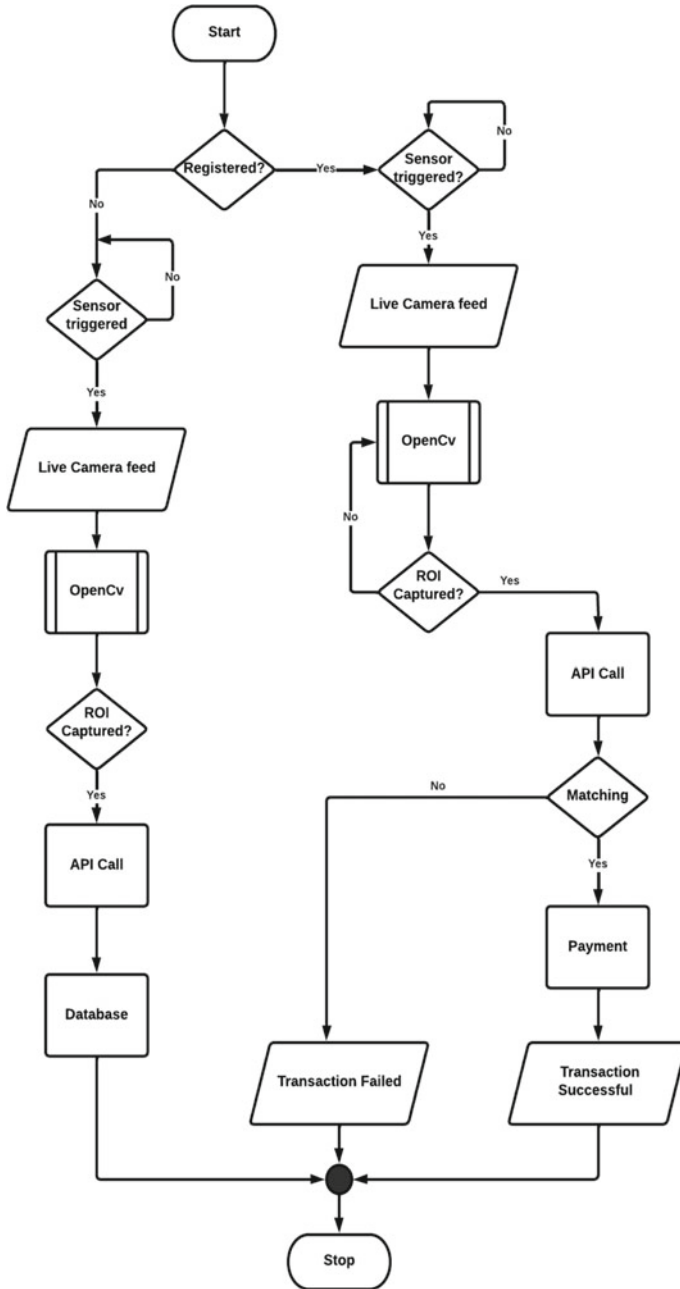 Start
Registered?
Yes
Sensor
triggered?
No
No
Yes
No
Sensor
triggered
Live Camera feed
Yes
OpenCv
Live Camera feed
No
ROI
Captured?
Yes
OpenCv
API Call
ROI
Captured?
Yes
No
Matching
API Call
Yes
Payment
Database
Transaction Failed
Transaction
Successful
Stop